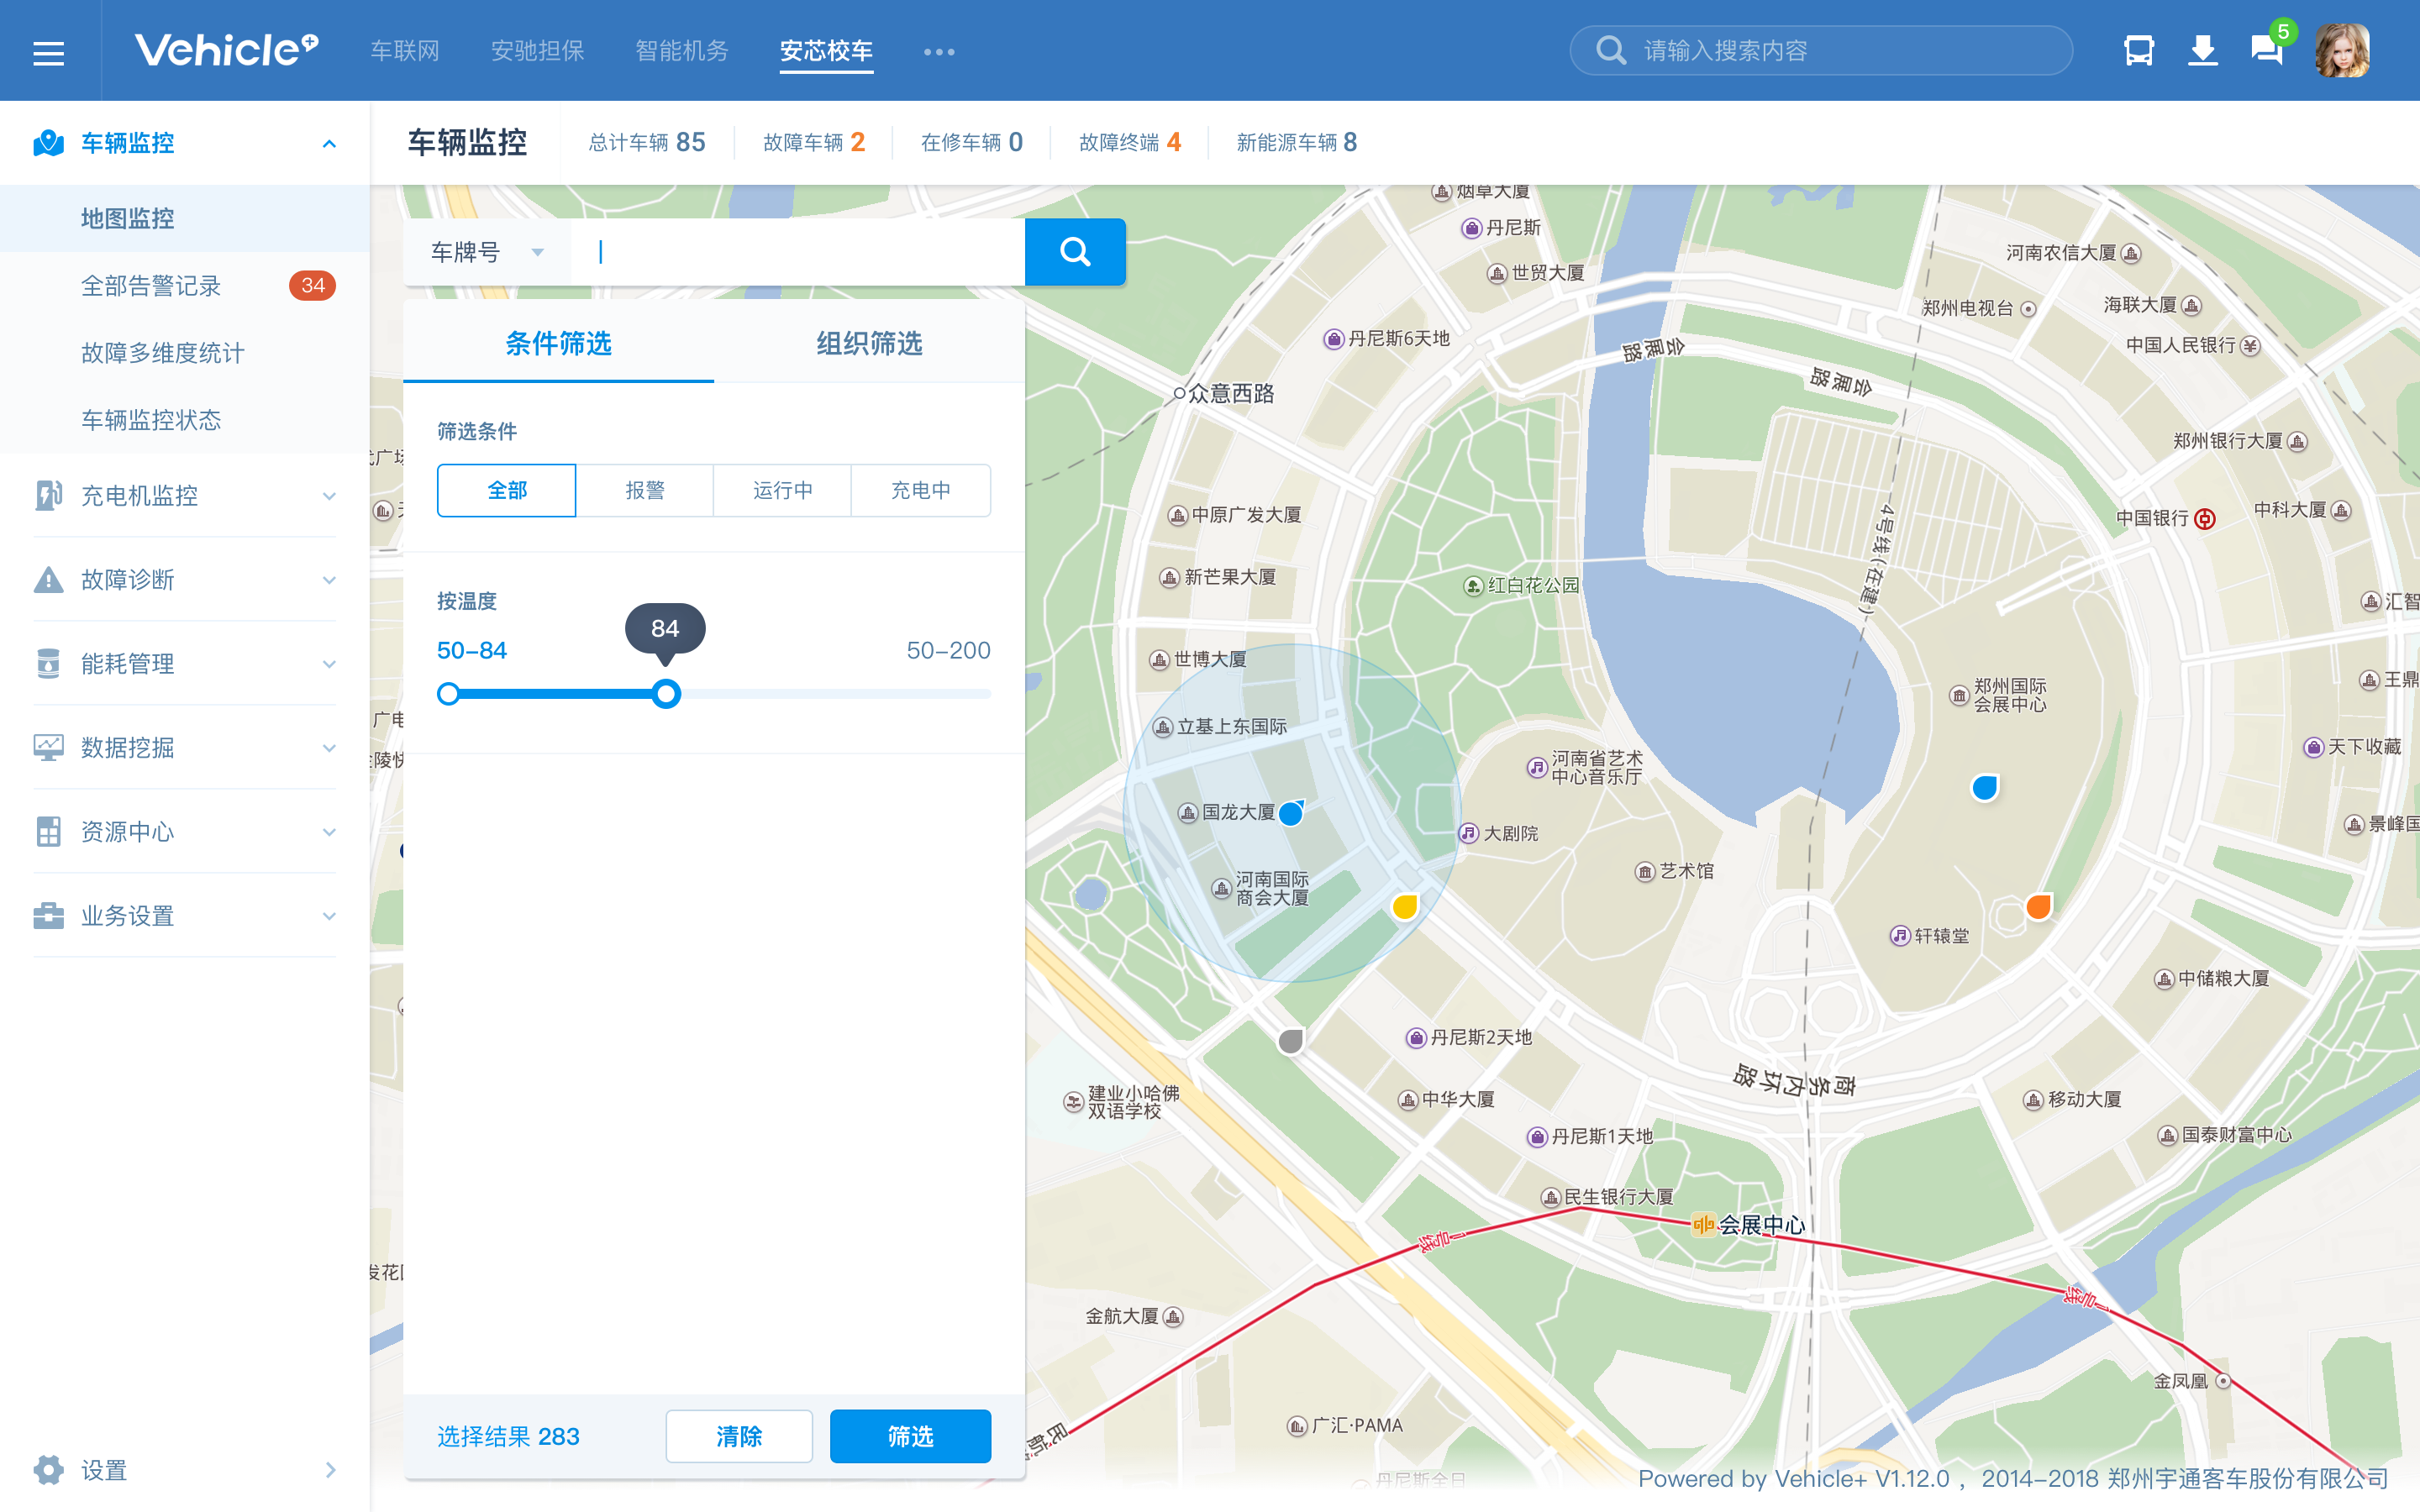 Vehicle+
车联网
安驰担保
智能机务
安芯校车
请输入搜索内容
5
车辆监控
地图监控
全部告警记录 34
故障多维度统计
车辆监控状态
充电机监控
故障诊断
能耗管理
数据挖掘
资源中心
业务设置
设置
车辆监控
总计车辆 85
故障车辆 2
在修车辆 0
故障终端 4
新能源车辆 8
车牌号
条件筛选
组织筛选
筛选条件
全部
报警
运行中
充电中
按温度
84
50–84
50–200
选择结果 283
清除
筛选
烟草大厦
丹尼斯
世贸大厦
河南农信大厦
郑州电视台
海联大厦
中国人民银行
丹尼斯6天地
会展路
会展路
众意西路
郑州银行大厦
中原广发大厦
4号线(在建)
中国银行
中科大厦
新芒果大厦
红白花公园
汇智
世博大厦
王鼎
郑州国际
会展中心
广电
立基上东国际
河南省艺术
中心音乐厅
天下收藏
国龙大厦
大剧院
景峰国
艺术馆
河南国际
商会大厦
轩辕堂
中储粮大厦
丹尼斯2天地
商务内环路
建业小哈佛
双语学校
中华大厦
移动大厦
丹尼斯1天地
国泰财富中心
民生银行大厦
会展中心
1号线
1号线
金航大厦
金凤凰
广汇·PAMA
民航
丹尼斯全日
Powered by Vehicle+ V1.12.0 ，2014–2018 郑州宇通客车股份有限公司